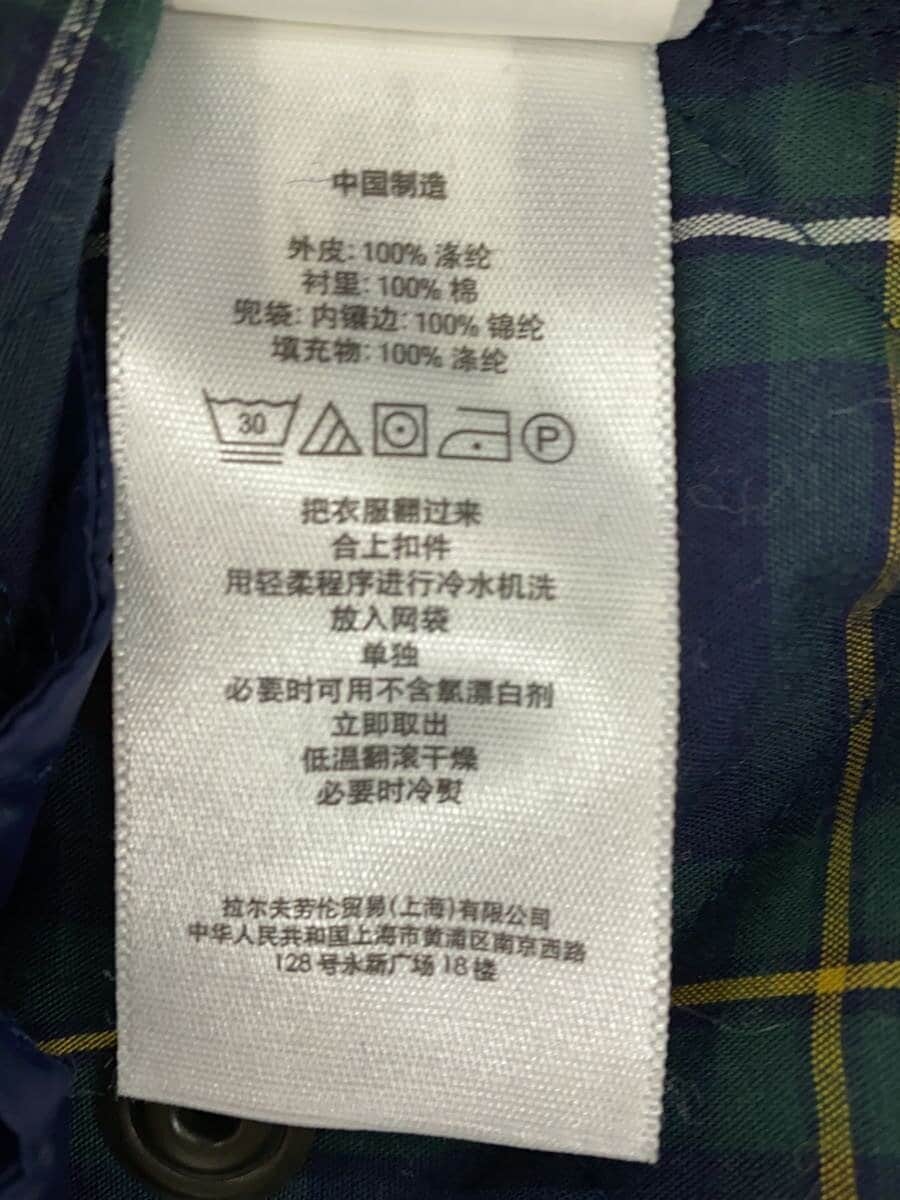 中国制造
外皮: 100% 涤纶
衬里: 100% 棉
兜袋: 内镶边: 100% 锦纶
填充物: 100% 涤纶
30 P
把衣服翻过来
合上扣件
用轻柔程序进行冷水机洗
放入网袋
单独
必要时可用不含氯漂白剂
立即取出
低温翻滚干燥
必要时冷熨
拉尔夫劳伦贸易(上海)有限公司
中华人民共和国上海市黄浦区南京西路
128 号永新广场 18 楼